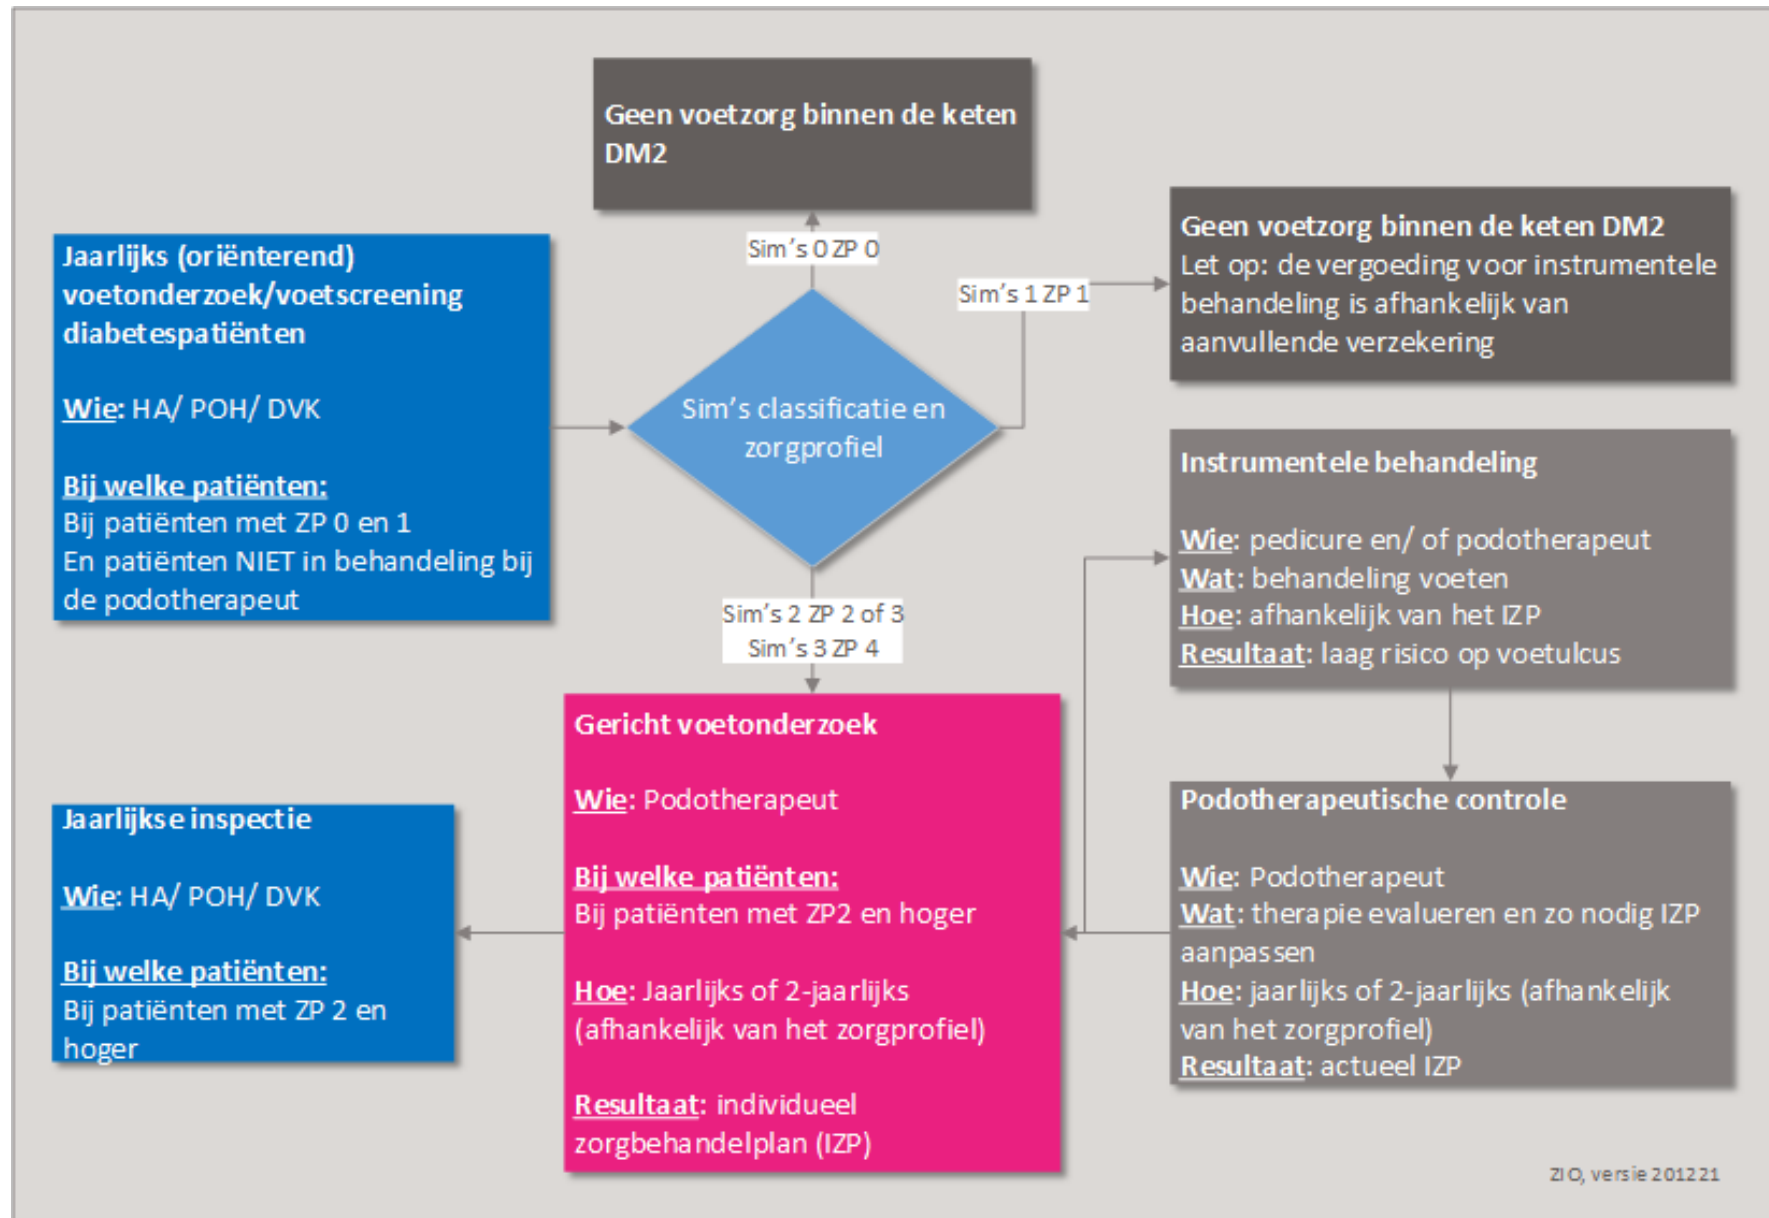 Geen voetzorg binnen de keten
DM2
Geen voetzorg binnen de keten DM2
Let op: de vergoeding voor instrumentele
behandeling is afhankelijk van
aanvullende verzekering
Jaarlijks (oriënterend)
voetonderzoek/voetscreening
diabetespatiënten
Wie: HA/ POH/ DVK
Bij welke patiënten:
Bij patiënten met ZP 0 en 1
En patiënten NIET in behandeling bij
de podotherapeut
Sim's 0 ZP 0
Sim's 1 ZP 1
Sim's classificatie en
zorgprofiel
Sim's 2 ZP 2 of 3
Sim's 3 ZP 4
Instrumentele behandeling
Wie: pedicure en/ of podotherapeut
Wat: behandeling voeten
Hoe: afhankelijk van het IZP
Resultaat: laag risico op voetulcus
Gericht voetonderzoek
Wie: Podotherapeut
Bij welke patiënten:
Bij patiënten met ZP2 en hoger
Hoe: Jaarlijks of 2-jaarlijks
(afhankelijk van het zorgprofiel)
Resultaat: individueel
zorgbehandelplan (IZP)
Jaarlijkse inspectie
Wie: HA/ POH/ DVK
Bij welke patiënten:
Bij patiënten met ZP 2 en
hoger
Podotherapeutische controle
Wie: Podotherapeut
Wat: therapie evalueren en zo nodig IZP
aanpassen
Hoe: jaarlijks of 2-jaarlijks (afhankelijk
van het zorgprofiel)
Resultaat: actueel IZP
ZIO, versie 201221